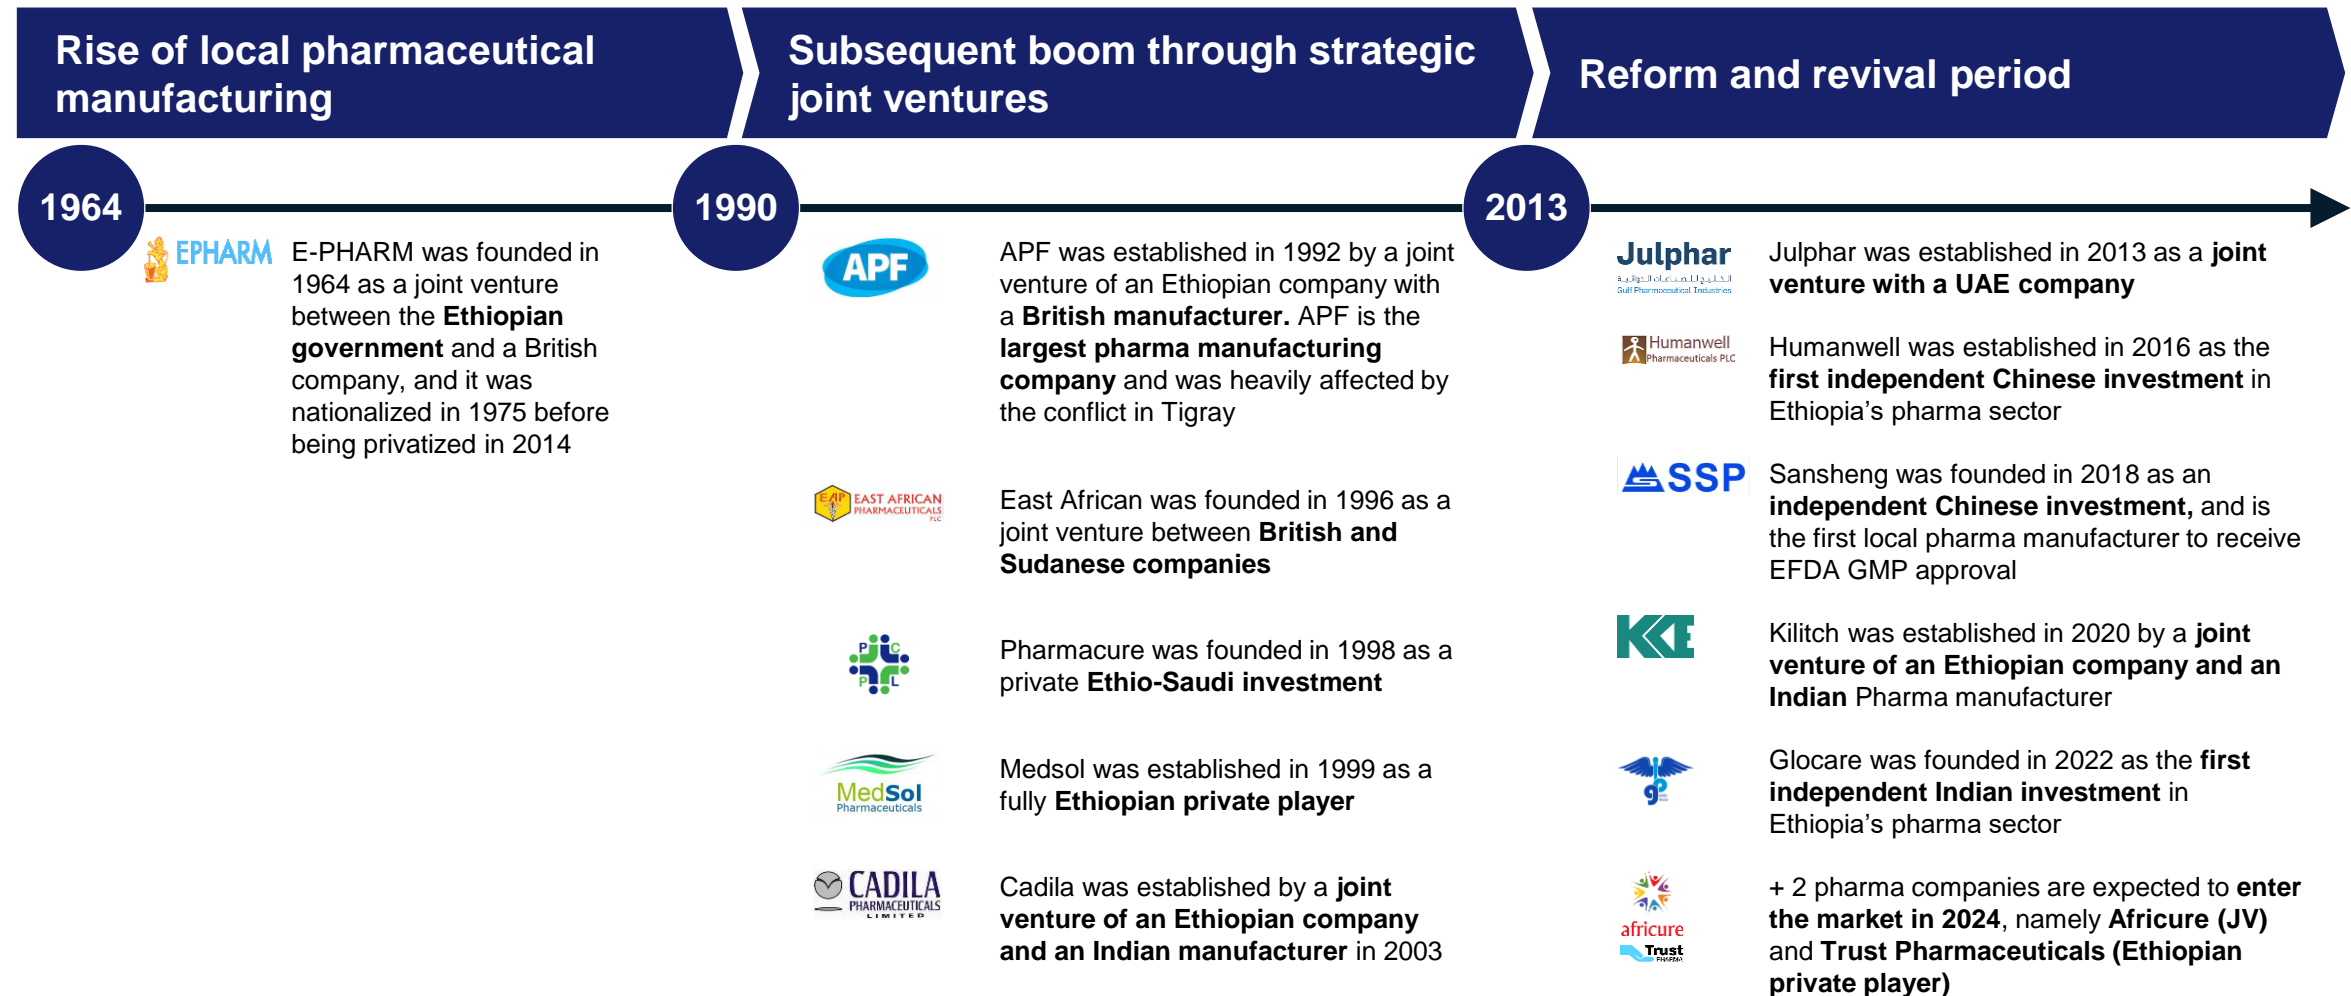 Rise of local pharmaceutical
manufacturing
Subsequent boom through strategic
joint ventures
Reform and revival period
1964
1990
2013
EPHARM
E-PHARM was founded in
1964 as a joint venture
between the Ethiopian
government and a British
company, and it was
nationalized in 1975 before
being privatized in 2014
APF
APF was established in 1992 by a joint
venture of an Ethiopian company with
a British manufacturer. APF is the
largest pharma manufacturing
company and was heavily affected by
the conflict in Tigray
EAP
EAST AFRICAN
PHARMACEUTICALS
PLC
East African was founded in 1996 as a
joint venture between British and
Sudanese companies
P C
P L
Pharmacure was founded in 1998 as a
private Ethio-Saudi investment
MedSol
Pharmaceuticals
Medsol was established in 1999 as a
fully Ethiopian private player
CADILA
PHARMACEUTICALS
LIMITED
Cadila was established by a joint
venture of an Ethiopian company
and an Indian manufacturer in 2003
Julphar
الخليج للصناعات الدوائية
Gulf Pharmaceutical Industries
Julphar was established in 2013 as a joint
venture with a UAE company
Humanwell
Pharmaceuticals PLC
Humanwell was established in 2016 as the
first independent Chinese investment in
Ethiopia’s pharma sector
SSP
Sansheng was founded in 2018 as an
independent Chinese investment, and is
the first local pharma manufacturer to receive
EFDA GMP approval
KKE
Kilitch was established in 2020 by a joint
venture of an Ethiopian company and an
Indian Pharma manufacturer
gp
Glocare was founded in 2022 as the first
independent Indian investment in
Ethiopia’s pharma sector
africure
Trust
PHARMA
+ 2 pharma companies are expected to enter
the market in 2024, namely Africure (JV)
and Trust Pharmaceuticals (Ethiopian
private player)